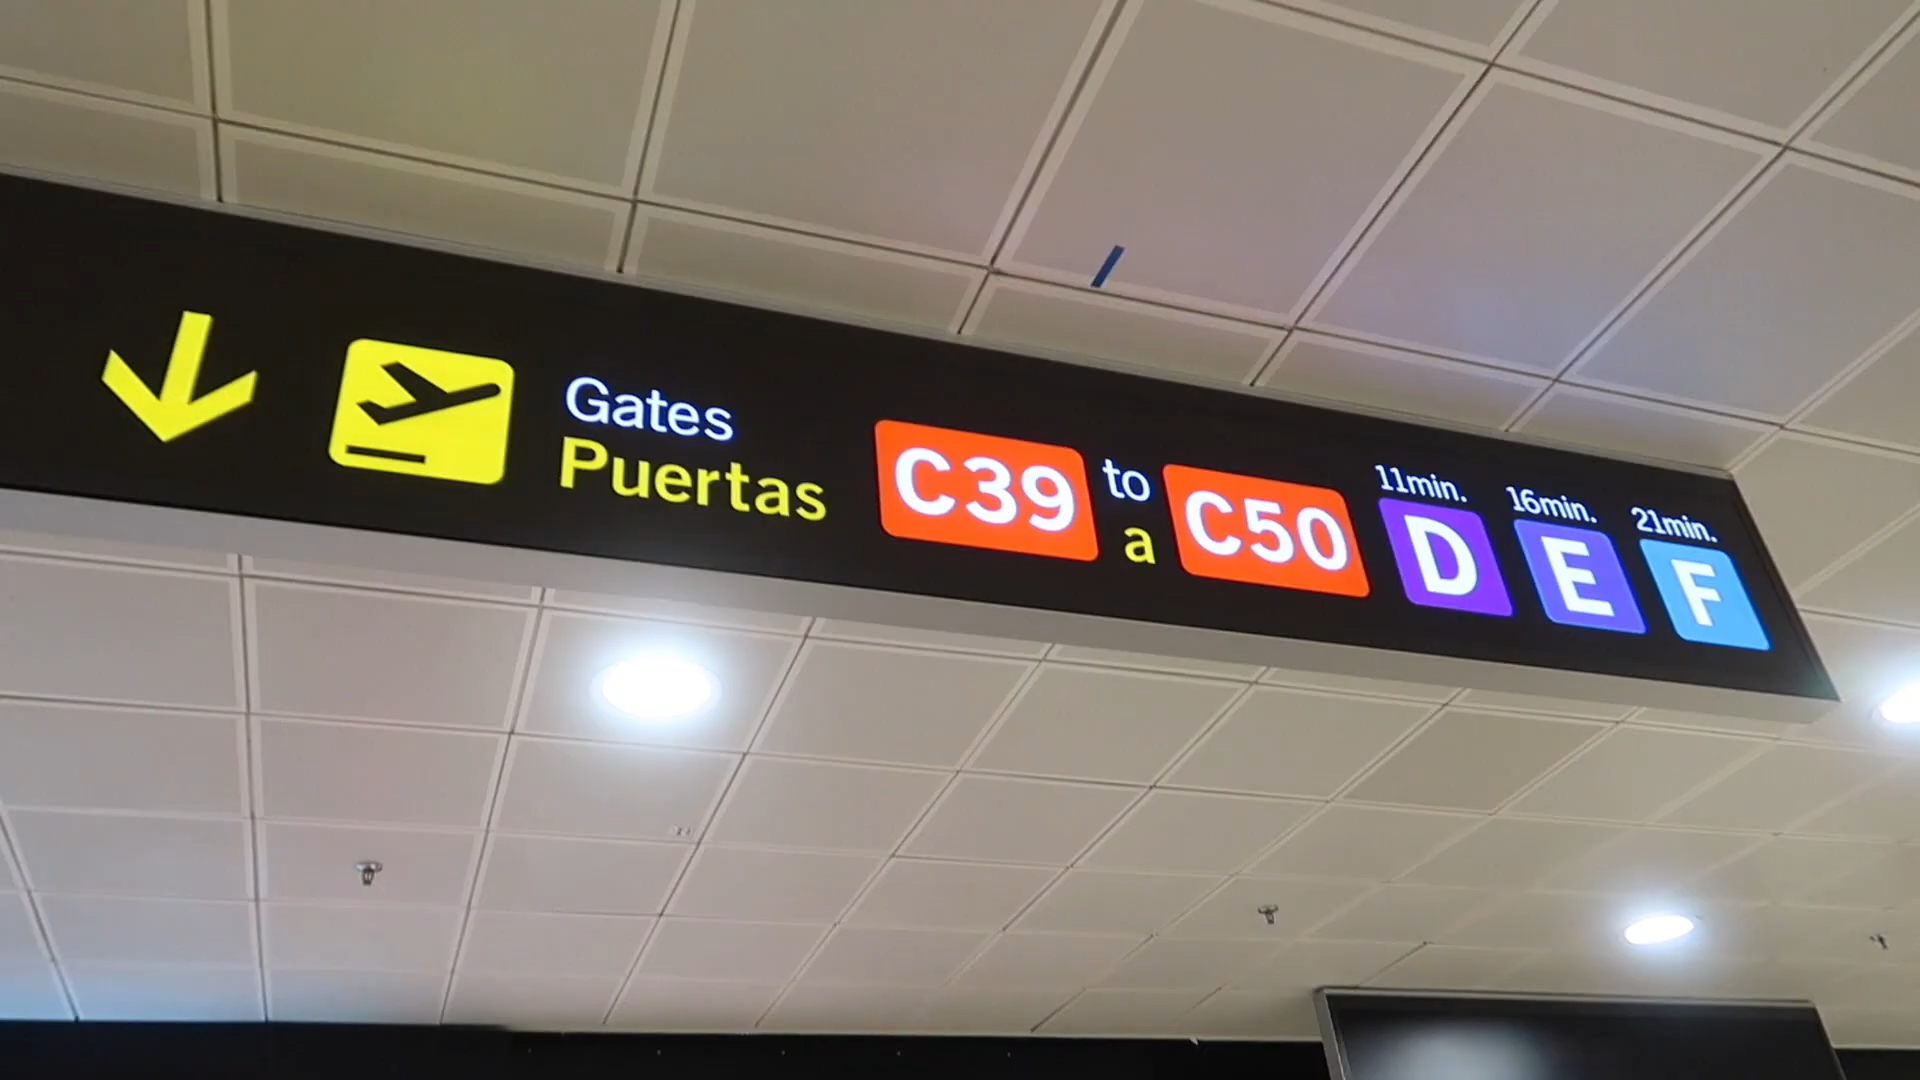 Gates
Puertas
C39 to C50
a
11min. 16min. 21min.
D E F